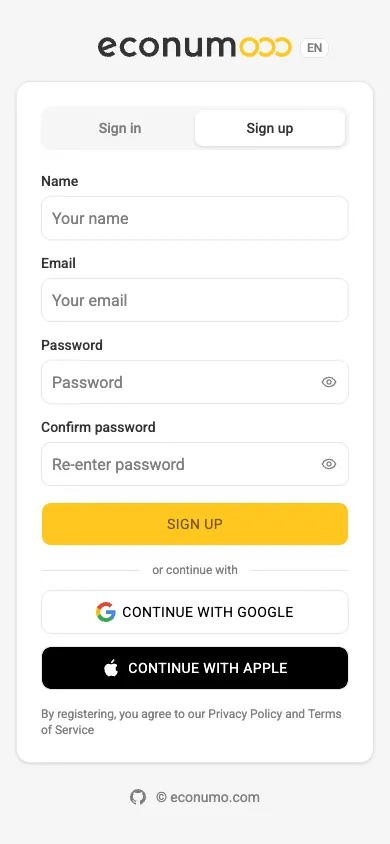 econumooo
EN
Sign in
Sign up
Name
Your name
Email
Your email
Password
Password
Confirm password
Re-enter password
SIGN UP
or continue with
CONTINUE WITH GOOGLE
CONTINUE WITH APPLE
By registering, you agree to our Privacy Policy and Terms
of Service
© econumo.com